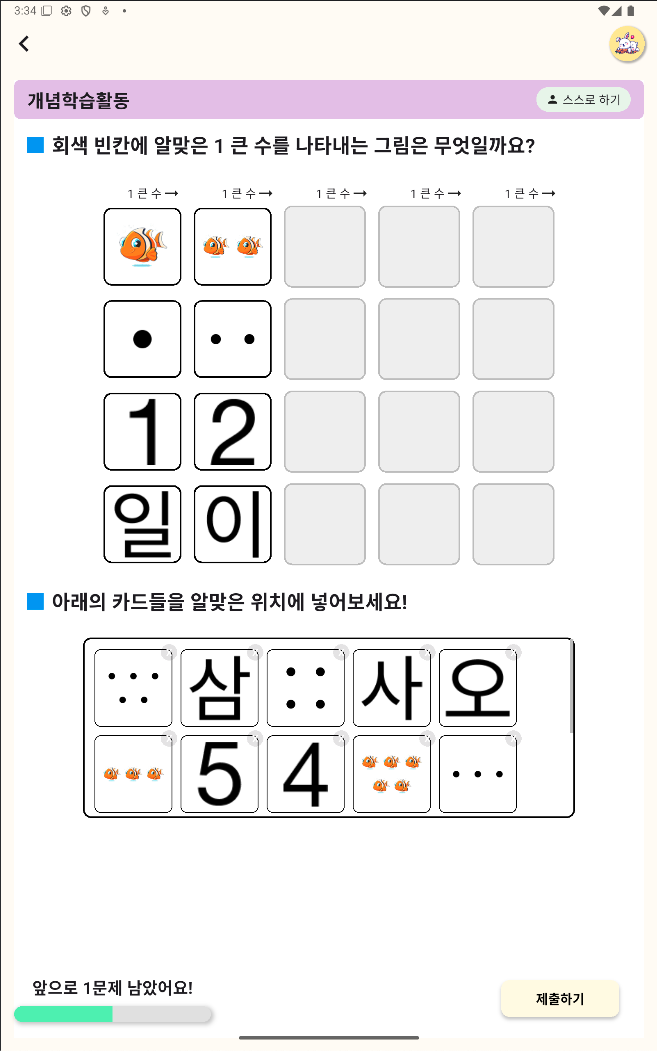 3:34
개념학습활동
스스로 하기
회색 빈칸에 알맞은 1 큰 수를 나타내는 그림은 무엇일까요?
1 큰 수 → 1 큰 수 → 1 큰 수 → 1 큰 수 → 1 큰 수 →
1 2
일 이
아래의 카드들을 알맞은 위치에 넣어보세요!
삼 사 오
5 4
앞으로 1문제 남았어요!
제출하기